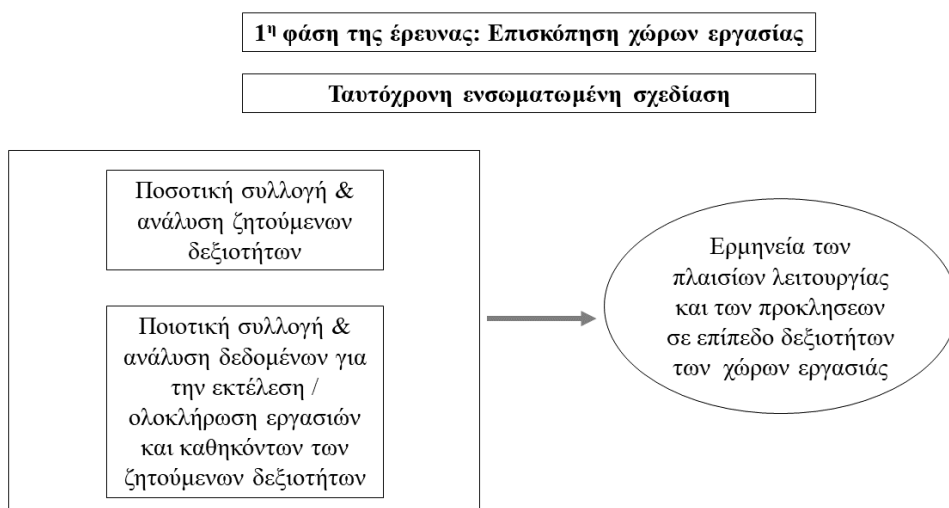 1η φάση της έρευνας: Επισκόπηση χώρων εργασίας
Ταυτόχρονη ενσωματωμένη σχεδίαση
Ποσοτική συλλογή &
ανάλυση ζητούμενων
δεξιοτήτων
Ποιοτική συλλογή &
ανάλυση δεδομένων για
την εκτέλεση /
ολοκλήρωση εργασιών
και καθηκόντων των
ζητούμενων δεξιοτήτων
Ερμηνεία των
πλαισίων λειτουργίας
και των προκλησεων
σε επίπεδο δεξιοτήτων
των χώρων εργασιάς